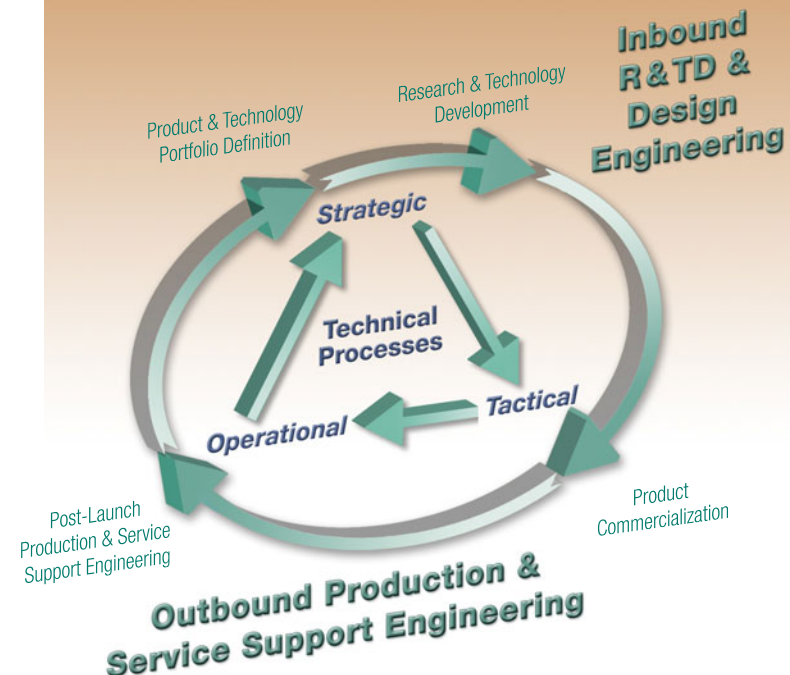 Inbound
R & TD &
Design
Engineering
Research & Technology
Development
Product & Technology
Portfolio Definition
Strategic
Technical
Processes
Tactical
Operational
Product
Commercialization
Post-Launch
Production & Service
Support Engineering
Outbound Production &
Service Support Engineering